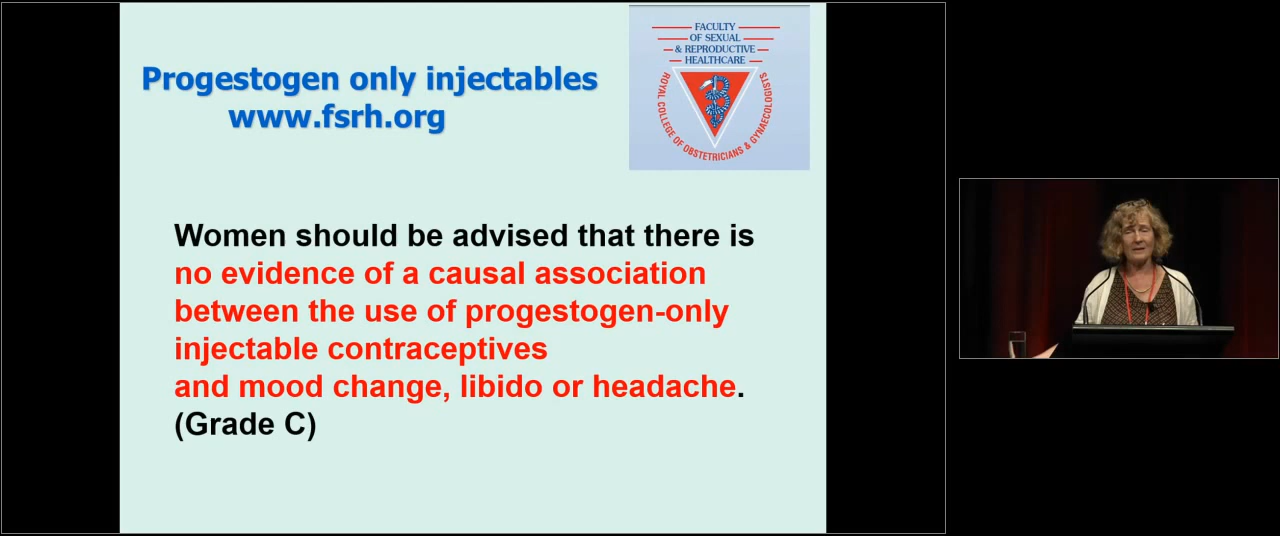 Progestogen only injectables
www.fsrh.org
FACULTY
OF SEXUAL
& REPRODUCTIVE
HEALTHCARE
ROYAL COLLEGE OF OBSTETRICIANS & GYNAECOLOGISTS
Women should be advised that there is
no evidence of a causal association
between the use of progestogen-only
injectable contraceptives
and mood change, libido or headache.
(Grade C)